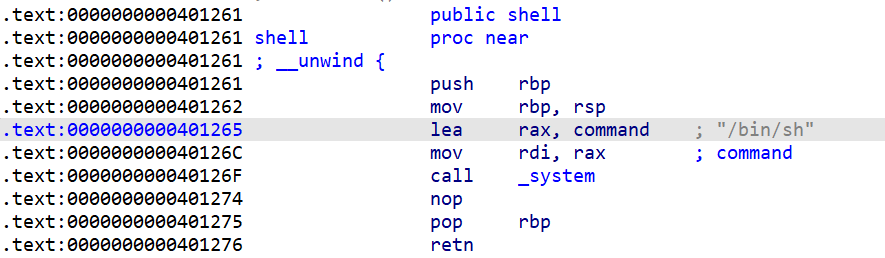 .text:0000000000401261 public shell
.text:0000000000401261 shell proc near
.text:0000000000401261 ; __unwind {
.text:0000000000401261 push rbp
.text:0000000000401262 mov rbp, rsp
.text:0000000000401265 lea rax, command ; "/bin/sh"
.text:000000000040126C mov rdi, rax ; command
.text:000000000040126F call _system
.text:0000000000401274 nop
.text:0000000000401275 pop rbp
.text:0000000000401276 retn